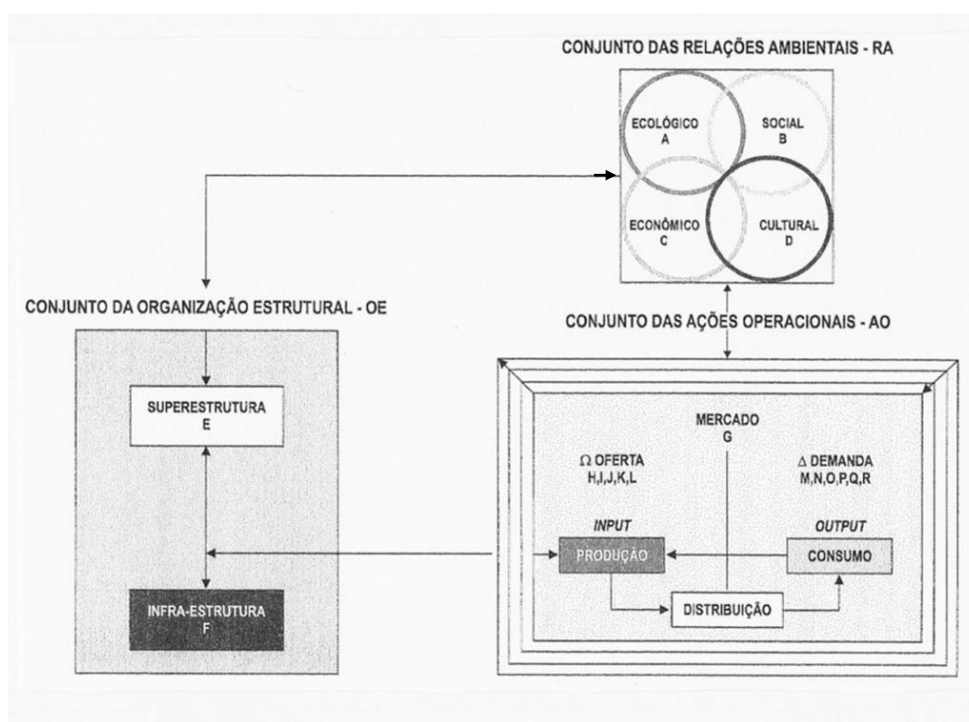 CONJUNTO DAS RELAÇÕES AMBIENTAIS - RA
ECOLÓGICO
A
SOCIAL
B
ECONÔMICO
C
CULTURAL
D
CONJUNTO DA ORGANIZAÇÃO ESTRUTURAL - OE
SUPERESTRUTURA
E
INFRA-ESTRUTURA
F
CONJUNTO DAS AÇÕES OPERACIONAIS - AO
MERCADO
G
Ω OFERTA
H,I,J,K,L
Δ DEMANDA
M,N,O,P,Q,R
INPUT
PRODUÇÃO
OUTPUT
CONSUMO
DISTRIBUIÇÃO